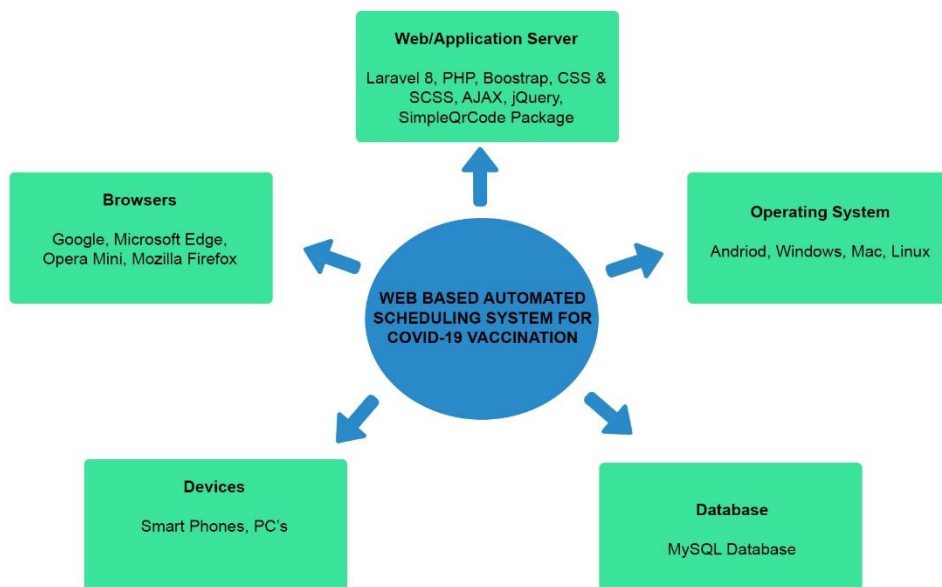 Web/Application Server
Laravel 8, PHP, Boostrap, CSS &
SCSS, AJAX, jQuery,
SimpleQrCode Package
Browsers
Google, Microsoft Edge,
Opera Mini, Mozilla Firefox
Operating System
Andriod, Windows, Mac, Linux
WEB BASED AUTOMATED
SCHEDULING SYSTEM FOR
COVID-19 VACCINATION
Devices
Smart Phones, PC's
Database
MySQL Database